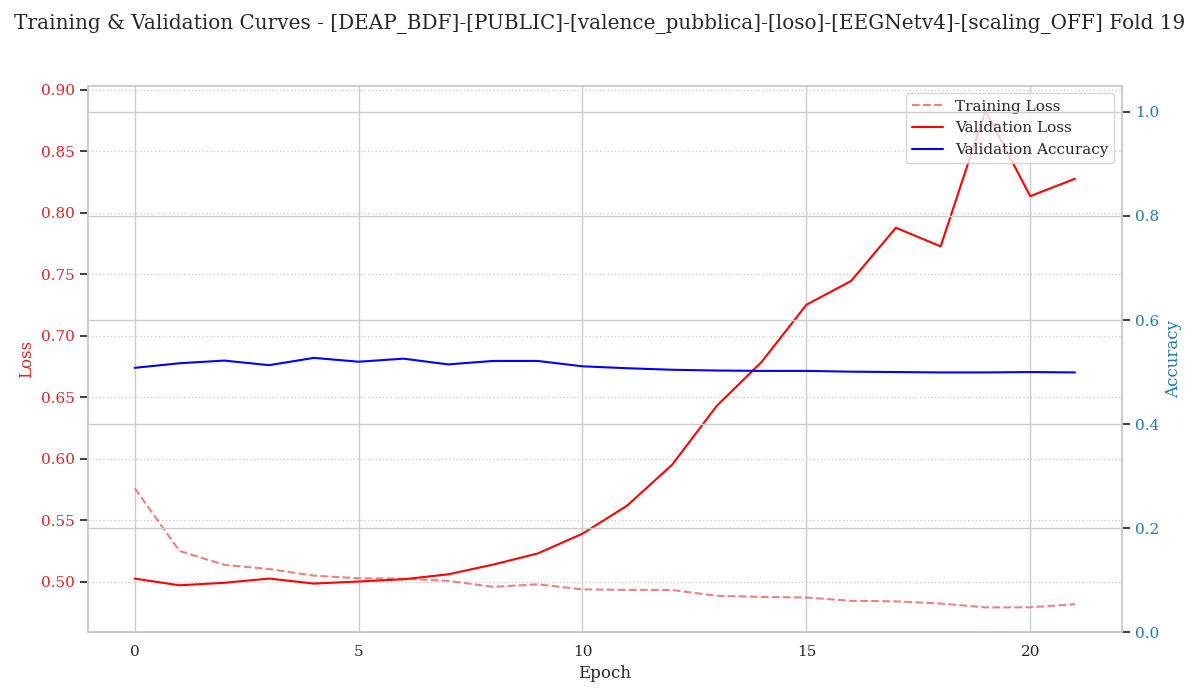 Training & Validation Curves - [DEAP_BDF]-[PUBLIC]-[valence_pubblica]-[loso]-[EEGNetv4]-[scaling_OFF] Fold 19
Training Loss
Validation Loss
Validation Accuracy
0.90
0.85
0.80
0.75
0.70
0.65
0.60
0.55
0.50
Loss
1.0
0.8
0.6
0.4
0.2
0.0
Accuracy
0
5
10
15
20
Epoch